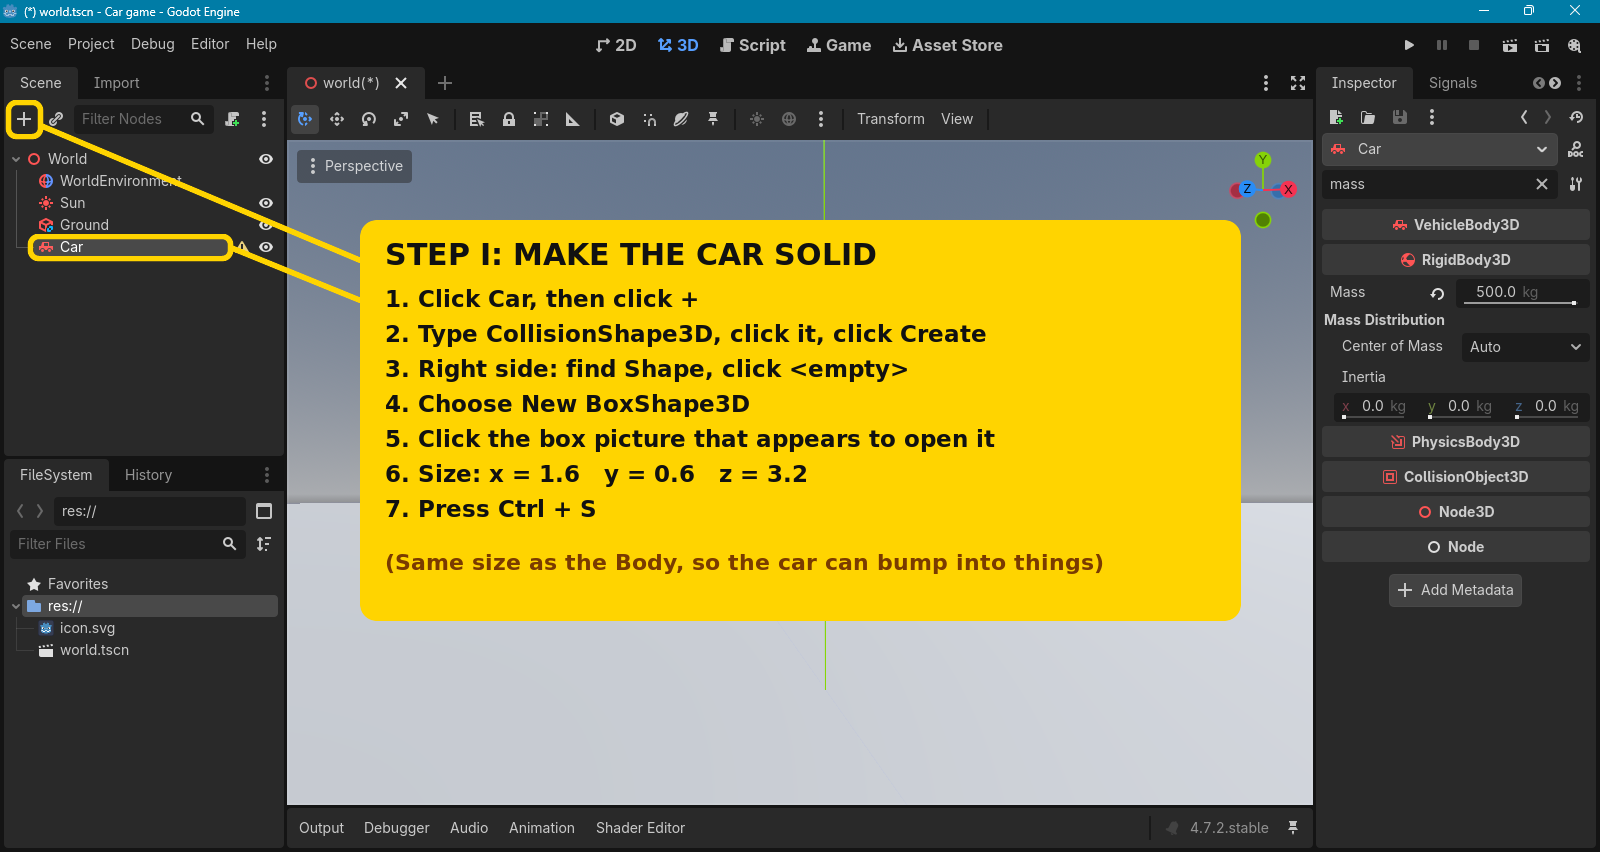 (*) world.tscn - Car game - Godot Engine
Scene Project Debug Editor Help
2D 3D Script Game Asset Store
Scene Import
world(*)
Inspector Signals
Filter Nodes
Transform View
World
WorldEnvironment
Sun
Ground
Car
Perspective
Y
Z X
Car
mass
VehicleBody3D
RigidBody3D
Mass 500.0 kg
Mass Distribution
Center of Mass Auto
Inertia
x 0.0 kg y 0.0 kg z 0.0 kg
PhysicsBody3D
CollisionObject3D
Node3D
Node
Add Metadata
STEP I: MAKE THE CAR SOLID
1. Click Car, then click +
2. Type CollisionShape3D, click it, click Create
3. Right side: find Shape, click <empty>
4. Choose New BoxShape3D
5. Click the box picture that appears to open it
6. Size: x = 1.6 y = 0.6 z = 3.2
7. Press Ctrl + S
(Same size as the Body, so the car can bump into things)
FileSystem History
res://
Filter Files
Favorites
res://
icon.svg
world.tscn
Output Debugger Audio Animation Shader Editor
4.7.2.stable